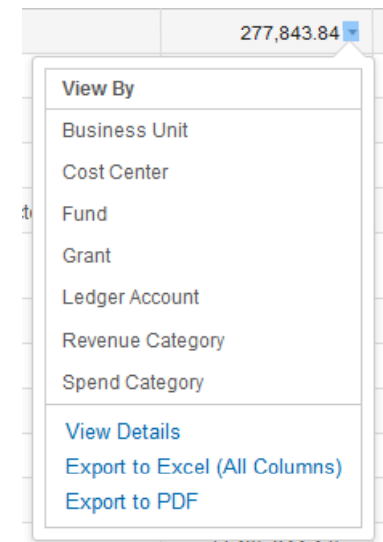 277,843.84
View By
Business Unit
Cost Center
Fund
Grant
Ledger Account
Revenue Category
Spend Category
View Details
Export to Excel (All Columns)
Export to PDF